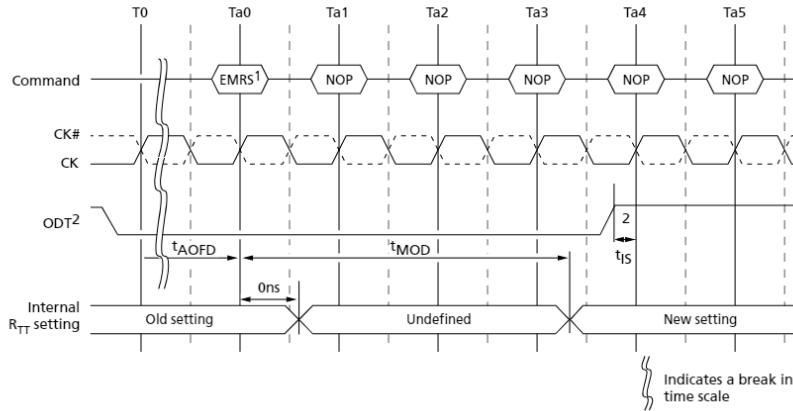 T0 Ta0 Ta1 Ta2 Ta3 Ta4 Ta5
Command EMRS1 NOP NOP NOP NOP NOP
CK#
CK
ODT2 2
tAOFD tMOD tIS
0ns
Internal
RTT setting Old setting Undefined New setting
Indicates a break in
time scale